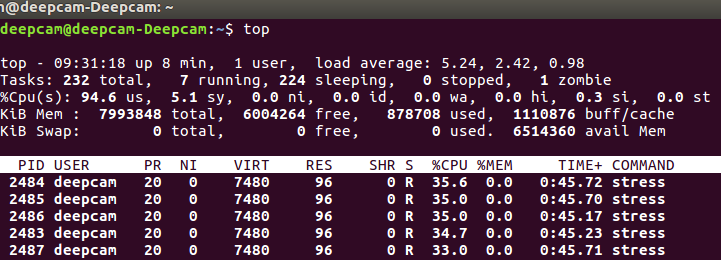 m@deepcam-Deepcam: ~
deepcam@deepcam-Deepcam:~$ top
top - 09:31:18 up 8 min,  1 user,  load average: 5.24, 2.42, 0.98
Tasks: 232 total,   7 running, 224 sleeping,   0 stopped,   1 zombie
%Cpu(s): 94.6 us,  5.1 sy,  0.0 ni,  0.0 id,  0.0 wa,  0.0 hi,  0.3 si,  0.0 st
KiB Mem :  7993848 total,  6004264 free,   878708 used,  1110876 buff/cache
KiB Swap:        0 total,        0 free,        0 used.  6514360 avail Mem
PID USER      PR  NI    VIRT    RES    SHR S  %CPU %MEM     TIME+ COMMAND
2484 deepcam   20   0    7480     96      0 R  35.6  0.0   0:45.72 stress
2485 deepcam   20   0    7480     96      0 R  35.0  0.0   0:45.70 stress
2486 deepcam   20   0    7480     96      0 R  35.0  0.0   0:45.17 stress
2483 deepcam   20   0    7480     96      0 R  34.7  0.0   0:45.23 stress
2487 deepcam   20   0    7480     96      0 R  33.0  0.0   0:45.71 stress